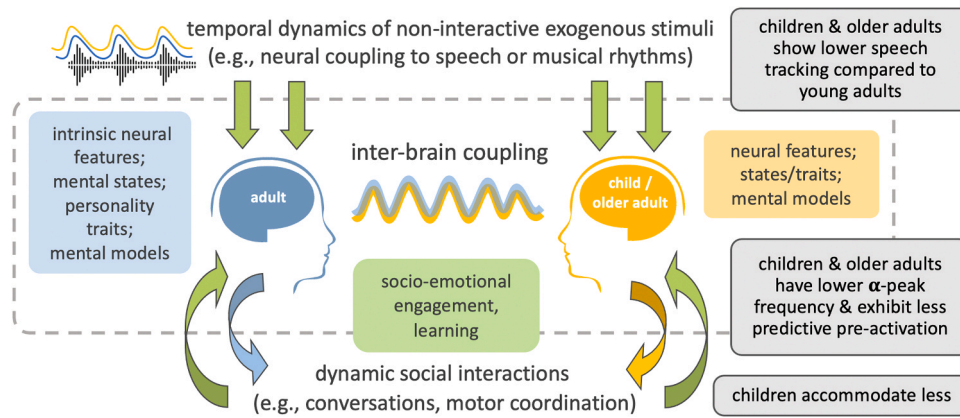 temporal dynamics of non-interactive exogenous stimuli
(e.g., neural coupling to speech or musical rhythms)
children & older adults
show lower speech
tracking compared to
young adults
intrinsic neural
features;
mental states;
personality
traits;
mental models
adult
inter-brain coupling
child /
older adult
neural features;
states/traits;
mental models
socio-emotional
engagement,
learning
children & older adults
have lower α-peak
frequency & exhibit less
predictive pre-activation
dynamic social interactions
(e.g., conversations, motor coordination)
children accommodate less